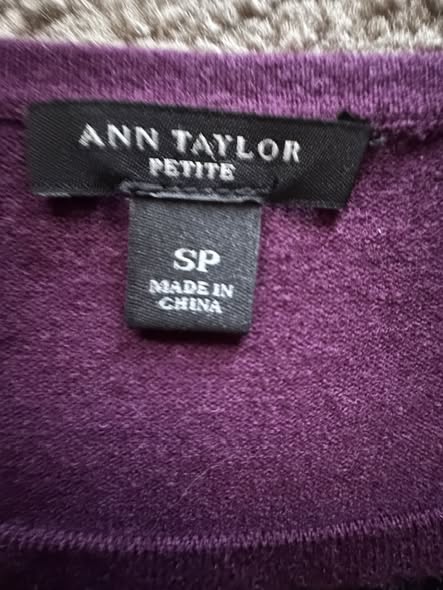 ANN TAYLOR
PETITE
SP
MADE IN
CHINA